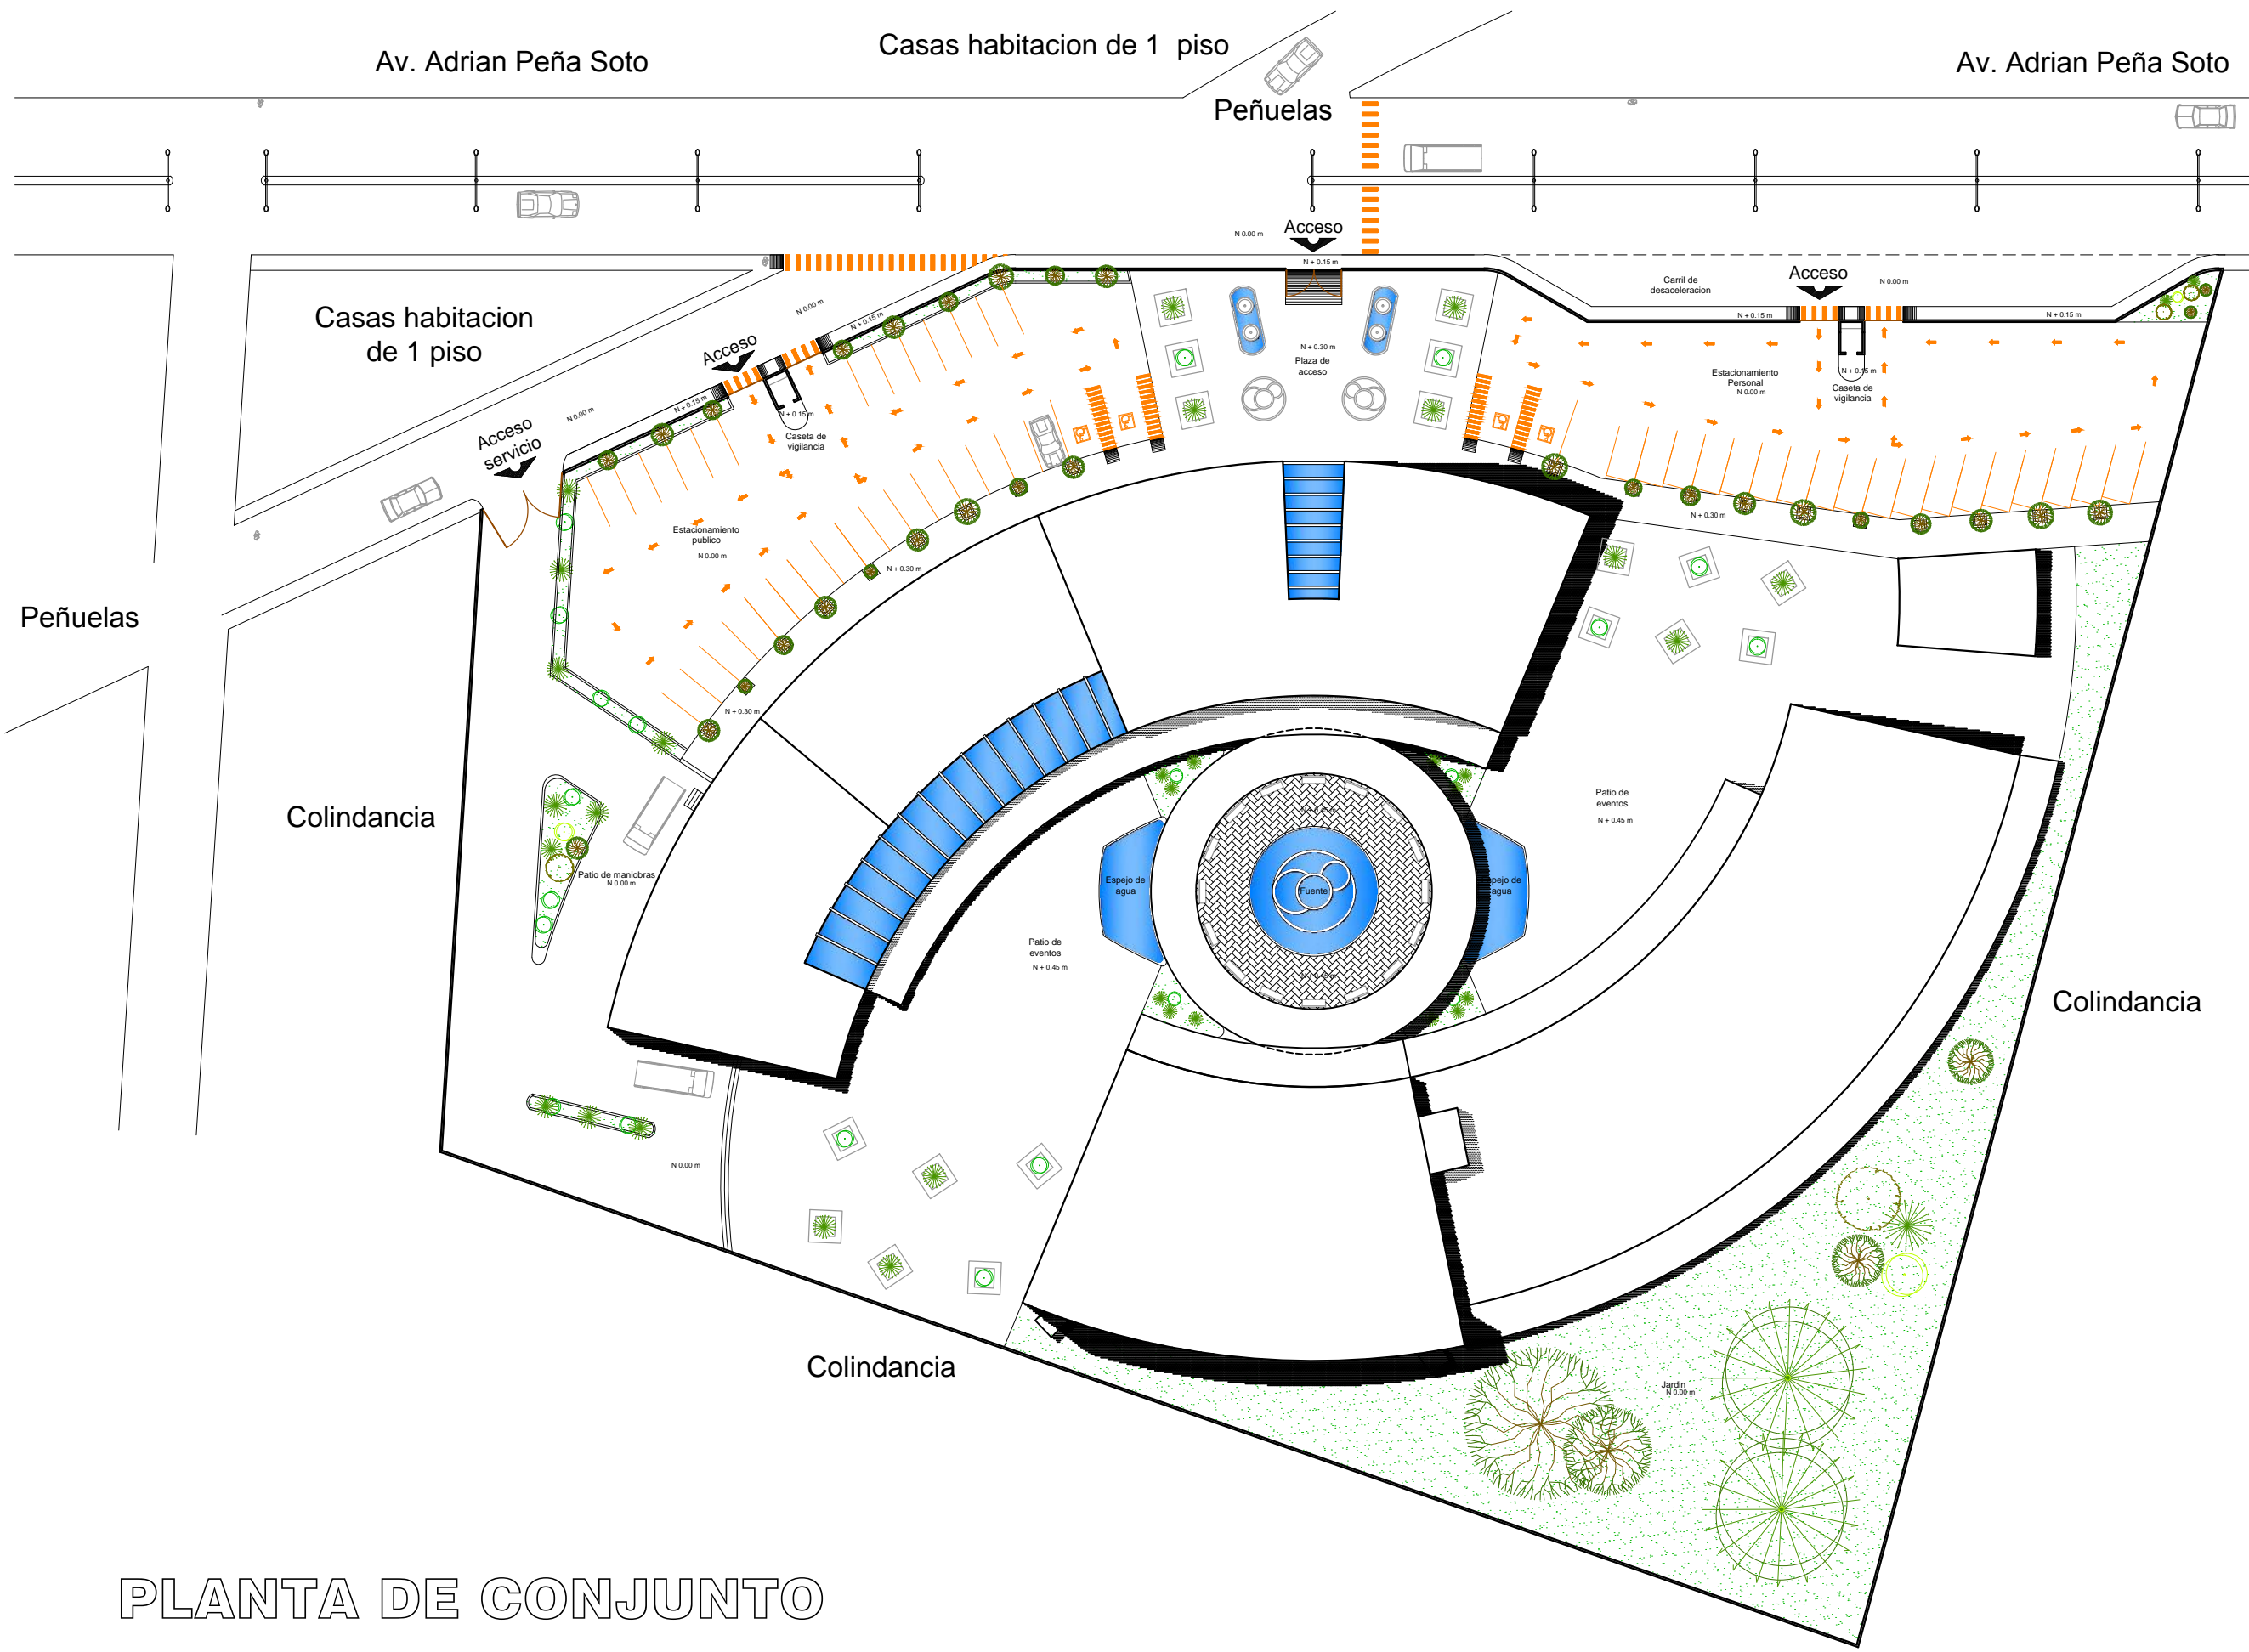 Casas habitacion de 1 piso
Av. Adrian Peña Soto
Av. Adrian Peña Soto
Peñuelas
Acceso
N 0.00 m
N + 0.15 m
Acceso
Carril de
desaceleracion
N 0.00 m
N + 0.15 m
N + 0.15 m
Casas habitacion
de 1 piso
N 0.00 m
N + 0.15 m
Acceso
N + 0.30 m
Plaza de
acceso
Estacionamiento
Personal
N 0.00 m
N + 0.15 m
Caseta de
vigilancia
N + 0.15 m
N 0.00 m
N + 0.15 m
Caseta de
vigilancia
Acceso
servicio
Estacionamiento
publico
N 0.00 m
N + 0.30 m
N + 0.30 m
Peñuelas
N + 0.30 m
Colindancia
Patio de
eventos
N + 0.45 m
Patio de maniobras
N 0.00 m
Espejo de
agua
Fuente
espejo de
agua
Patio de
eventos
N + 0.45 m
Colindancia
N 0.00 m
Colindancia
Jardin
N 0.00 m
PLANTA DE CONJUNTO